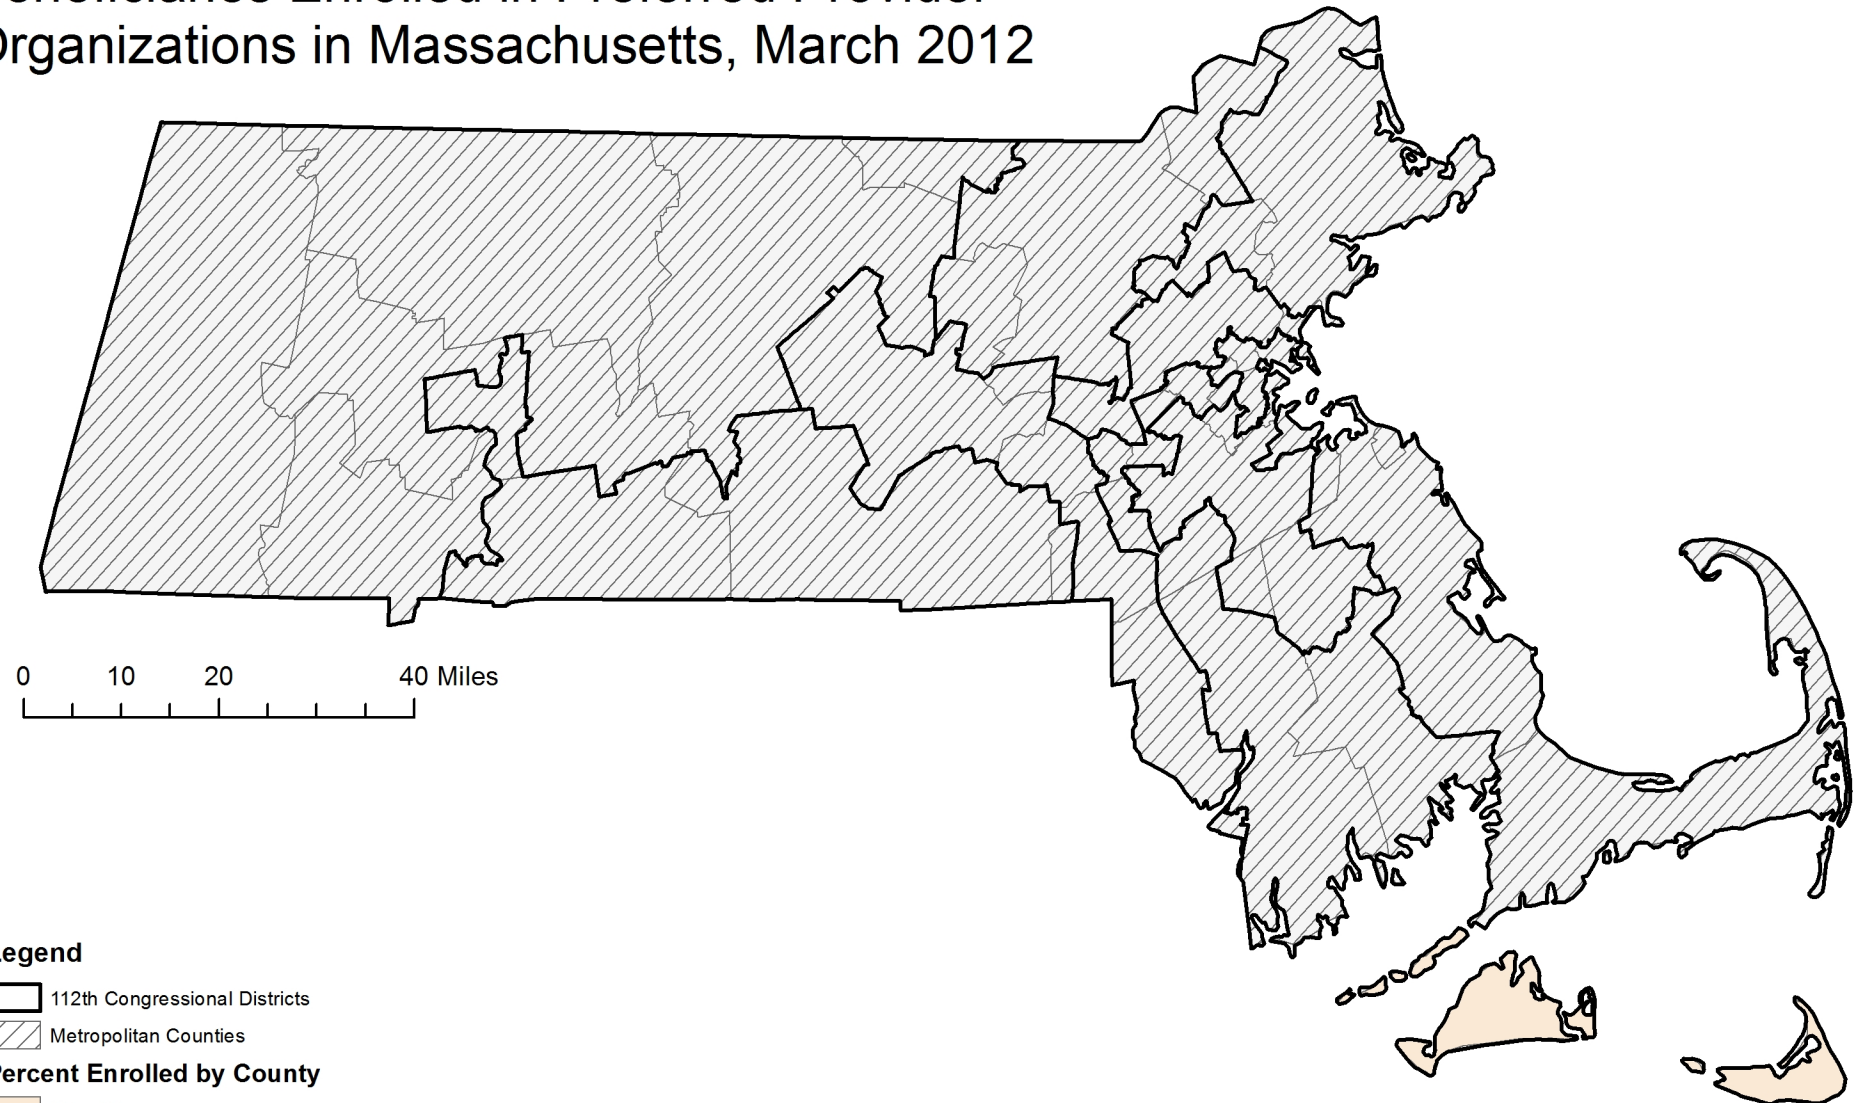 Organizations in Massachusetts, March 2012
0 10 20 40 Miles
Legend
112th Congressional Districts
Metropolitan Counties
Percent Enrolled by County